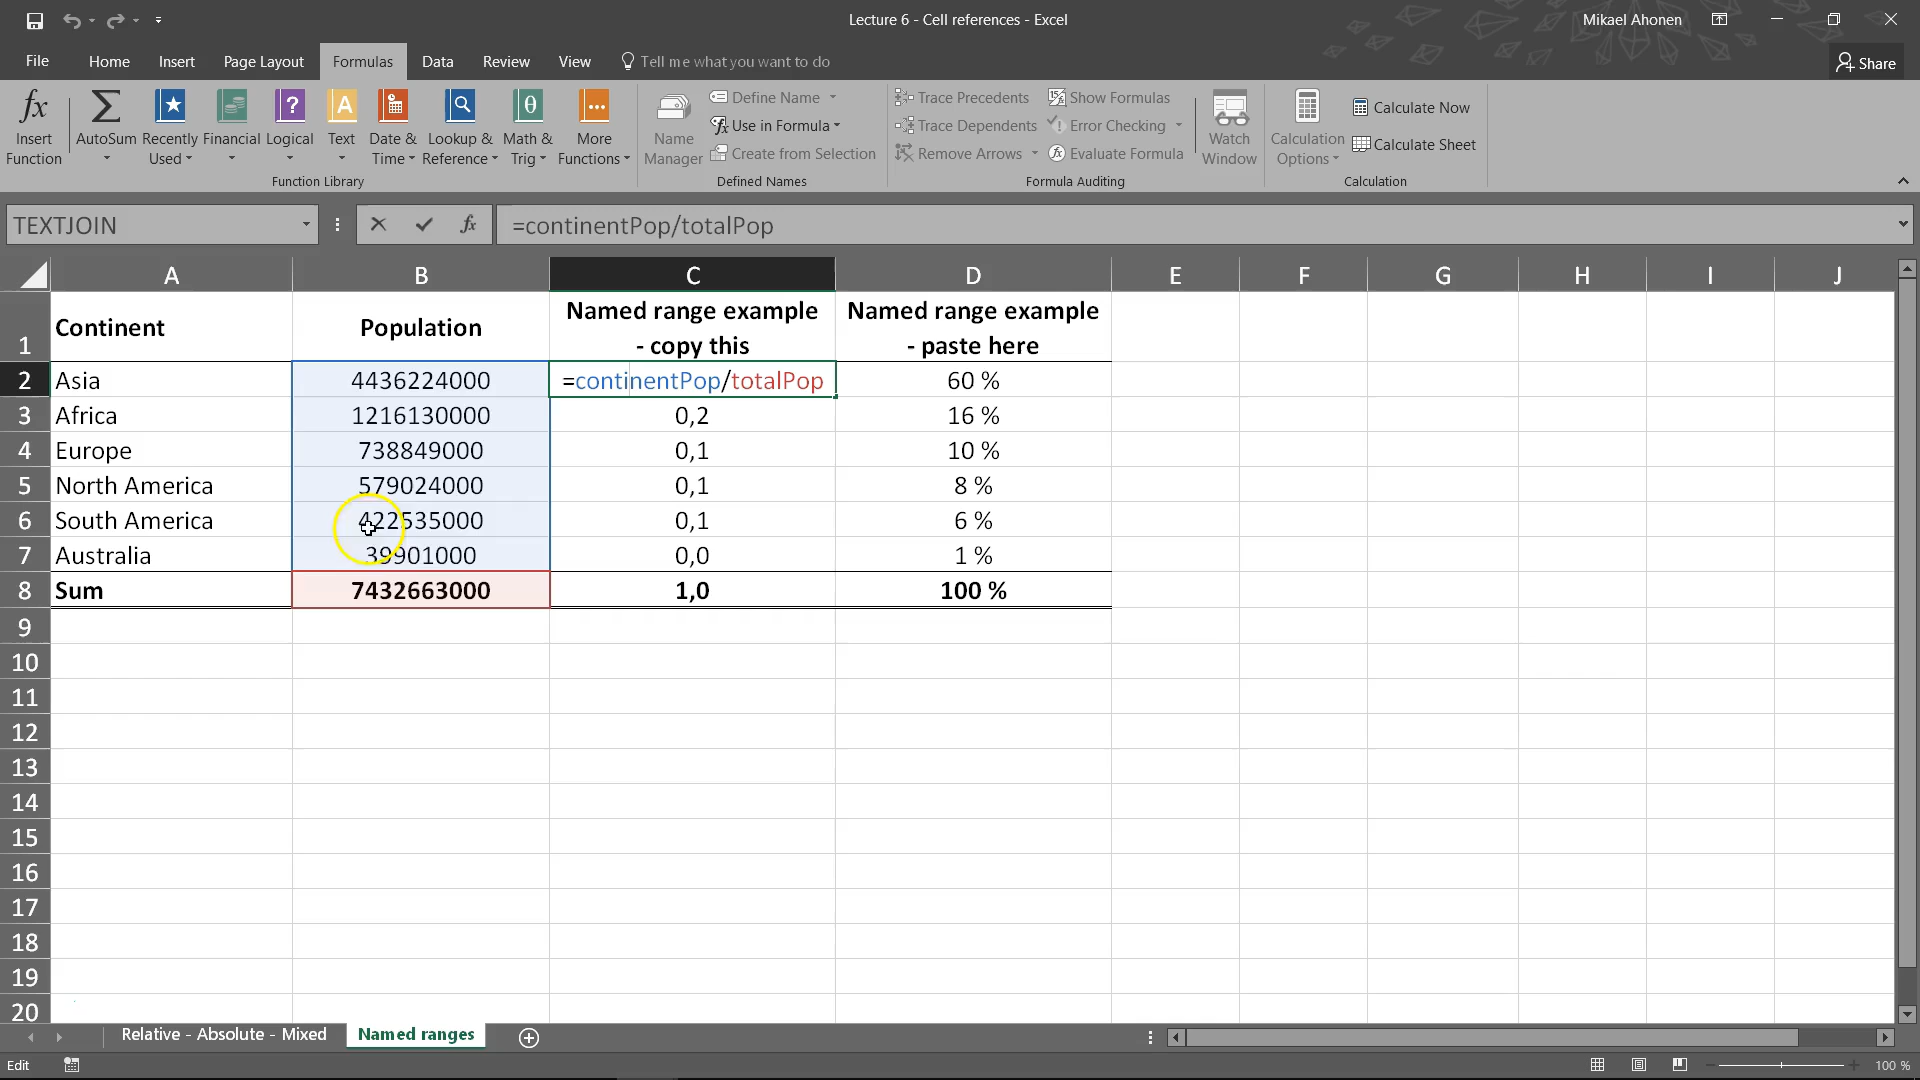 Lecture 6 - Cell references - Excel
Mikael Ahonen
File Home Insert Page Layout Formulas Data Review View Tell me what you want to do
Share
Insert Function
AutoSum
Recently Used
Financial
Logical
Text
Date & Time
Lookup & Reference
Math & Trig
More Functions
Function Library
Name Manager
Define Name
Use in Formula
Create from Selection
Defined Names
Trace Precedents
Trace Dependents
Remove Arrows
Show Formulas
Error Checking
Evaluate Formula
Formula Auditing
Watch Window
Calculation Options
Calculate Now
Calculate Sheet
Calculation
TEXTJOIN
fx
=continentPop/totalPop
A B C D E F G H I J
1 Continent Population Named range example - copy this Named range example - paste here
2 Asia 4436224000 =continentPop/totalPop 60 %
3 Africa 1216130000 0,2 16 %
4 Europe 738849000 0,1 10 %
5 North America 579024000 0,1 8 %
6 South America 422535000 0,1 6 %
7 Australia 39901000 0,0 1 %
8 Sum 7432663000 1,0 100 %
9
10
11
12
13
14
15
16
17
18
19
20
Relative - Absolute - Mixed Named ranges
Edit
100 %